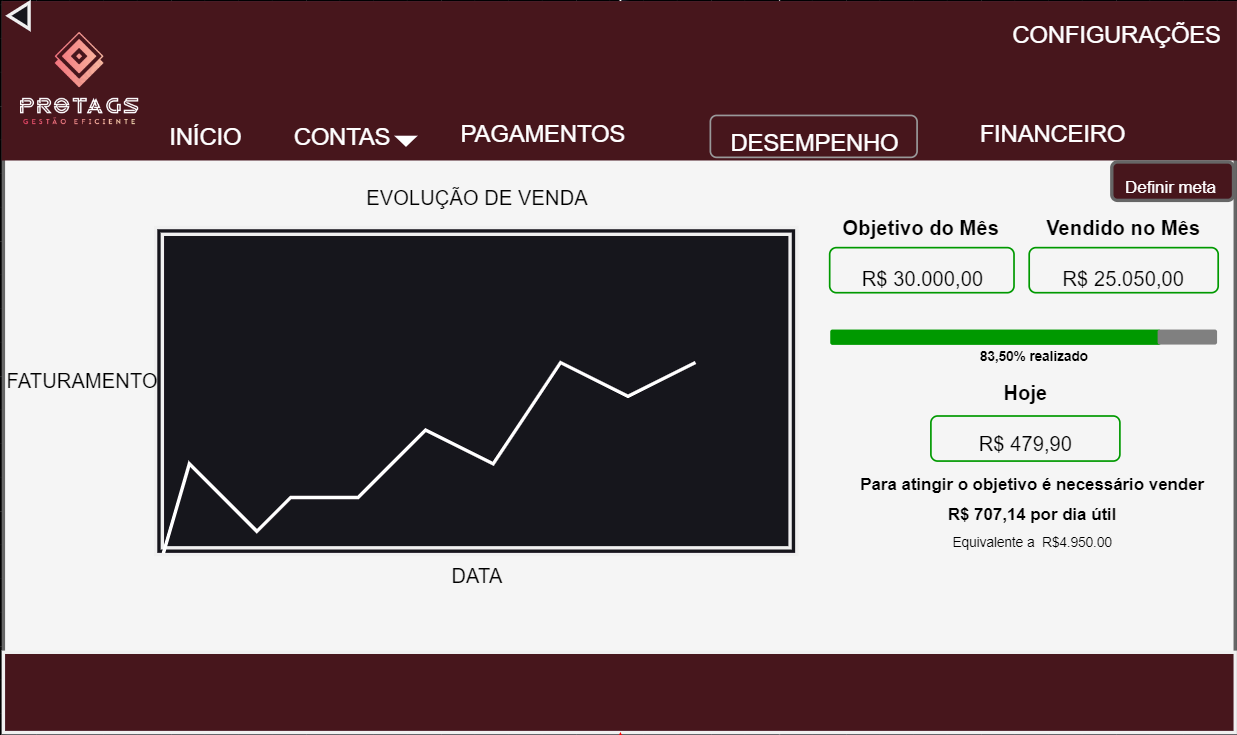 CONFIGURAÇÕES
PROTAGS
GESTÃO EFICIENTE
INÍCIO
CONTAS
PAGAMENTOS
DESEMPENHO
FINANCEIRO
Definir meta
EVOLUÇÃO DE VENDA
FATURAMENTO
DATA
Objetivo do Mês
Vendido no Mês
R$ 30.000,00
R$ 25.050,00
83,50% realizado
Hoje
R$ 479,90
Para atingir o objetivo é necessário vender
R$ 707,14 por dia útil
Equivalente a R$4.950.00